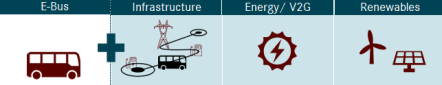 E-Bus
Infrastructure
Energy/ V2G
Renewables